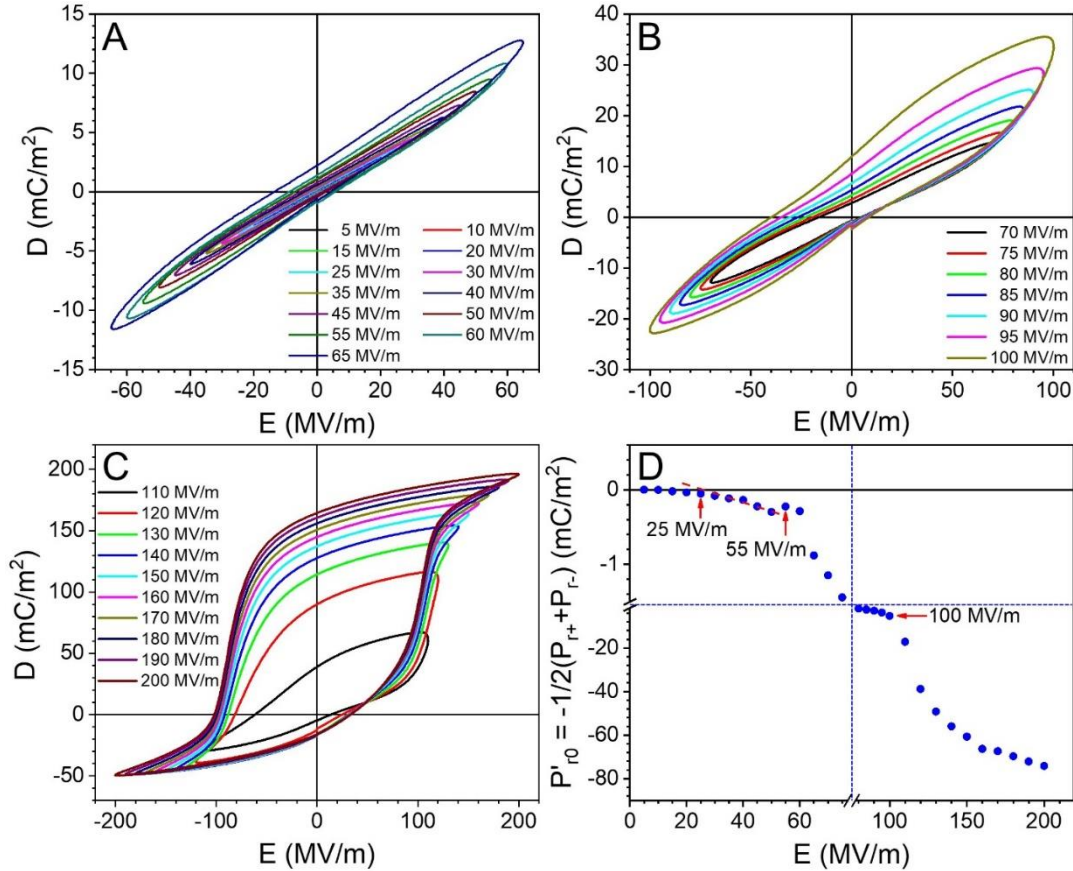 A
15
10
5
0
-5
-10
-15
D (mC/m²)
5 MV/m 10 MV/m
15 MV/m 20 MV/m
25 MV/m 30 MV/m
35 MV/m 40 MV/m
45 MV/m 50 MV/m
55 MV/m 60 MV/m
65 MV/m
-60 -40 -20 0 20 40 60
E (MV/m)
B
40
30
20
10
0
-10
-20
-30
D (mC/m²)
70 MV/m
75 MV/m
80 MV/m
85 MV/m
90 MV/m
95 MV/m
100 MV/m
-100 -50 0 50 100
E (MV/m)
C
200
150
100
50
0
-50
D (mC/m²)
110 MV/m
120 MV/m
130 MV/m
140 MV/m
150 MV/m
160 MV/m
170 MV/m
180 MV/m
190 MV/m
200 MV/m
-200 -100 0 100 200
E (MV/m)
D
0
-1
-20
-40
-60
-80
P'r0 = -1/2(Pr++Pr-) (mC/m²)
25 MV/m
55 MV/m
100 MV/m
0 20 40 60 100 150 200
E (MV/m)